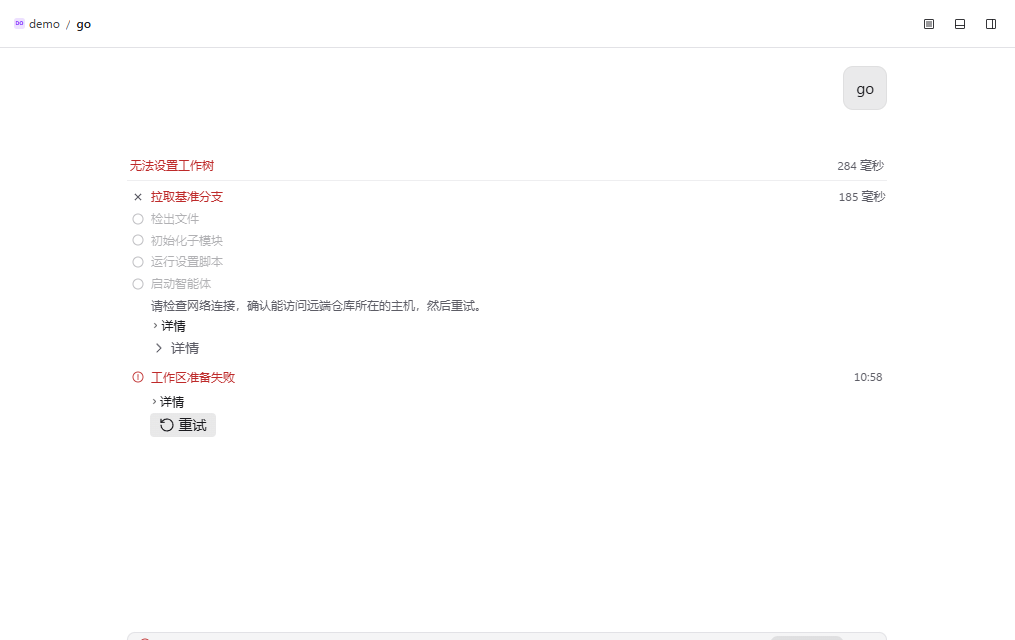 DO demo / go
go
无法设置工作树 284 毫秒
拉取基准分支 185 毫秒
检出文件
初始化子模块
运行设置脚本
启动智能体
请检查网络连接，确认能访问远端仓库所在的主机，然后重试。
详情
详情
工作区准备失败 10:58
详情
重试